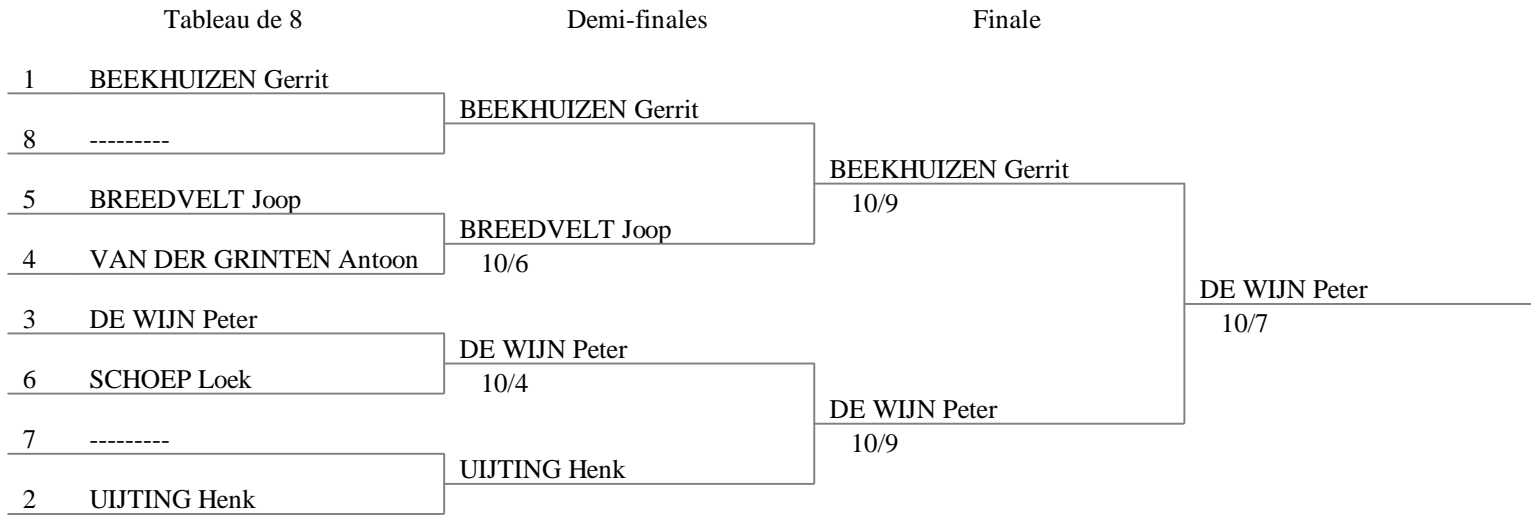 Tableau de 8 Demi-finales Finale
1 BEEKHUIZEN Gerrit
BEEKHUIZEN Gerrit
8 ---------
BEEKHUIZEN Gerrit
5 BREEDVELT Joop
10/9
BREEDVELT Joop
4 VAN DER GRINTEN Antoon
10/6
DE WIJN Peter
3 DE WIJN Peter
10/7
DE WIJN Peter
6 SCHOEP Loek
10/4
DE WIJN Peter
7 ---------
10/9
UIJTING Henk
2 UIJTING Henk